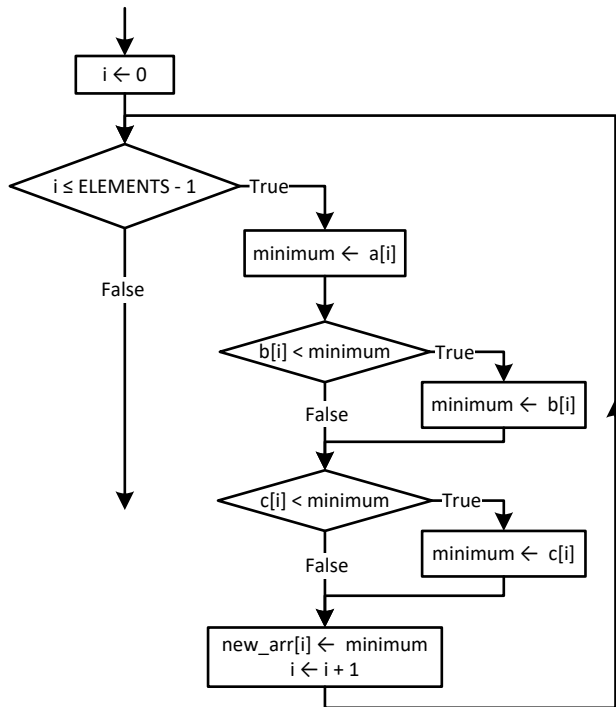 i ← 0
i ≤ ELEMENTS - 1
True
minimum ← a[i]
False
b[i] < minimum
True
minimum ← b[i]
False
c[i] < minimum
True
minimum ← c[i]
False
new_arr[i] ← minimum
i ← i + 1